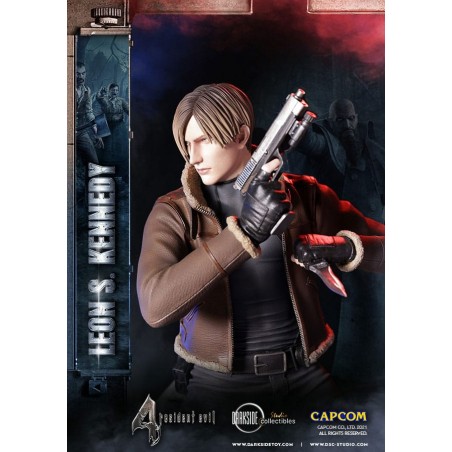 LEON S. KENNEDY
4 resident evil
DARKSIDE Studio collectibles
CAPCOM
CAPCOM CO., LTD. 2021
ALL RIGHTS RESERVED.
WWW.DARKSIDETOY.COM | WWW.DSC-STUDIO.COM